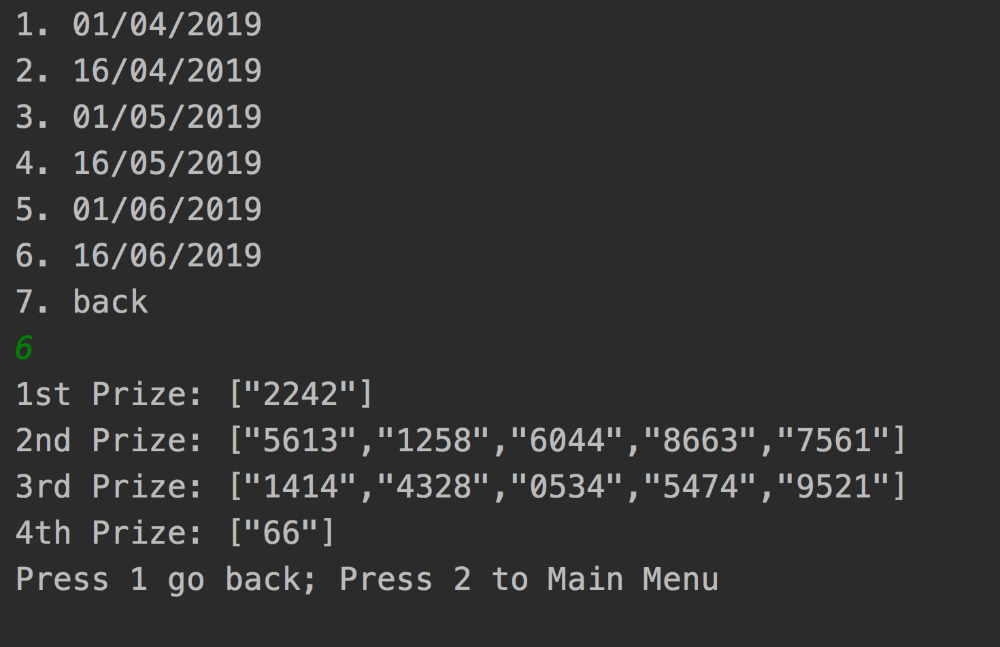 1. 01/04/2019
2. 16/04/2019
3. 01/05/2019
4. 16/05/2019
5. 01/06/2019
6. 16/06/2019
7. back
6
1st Prize: ["2242"]
2nd Prize: ["5613","1258","6044","8663","7561"]
3rd Prize: ["1414","4328","0534","5474","9521"]
4th Prize: ["66"]
Press 1 go back; Press 2 to Main Menu